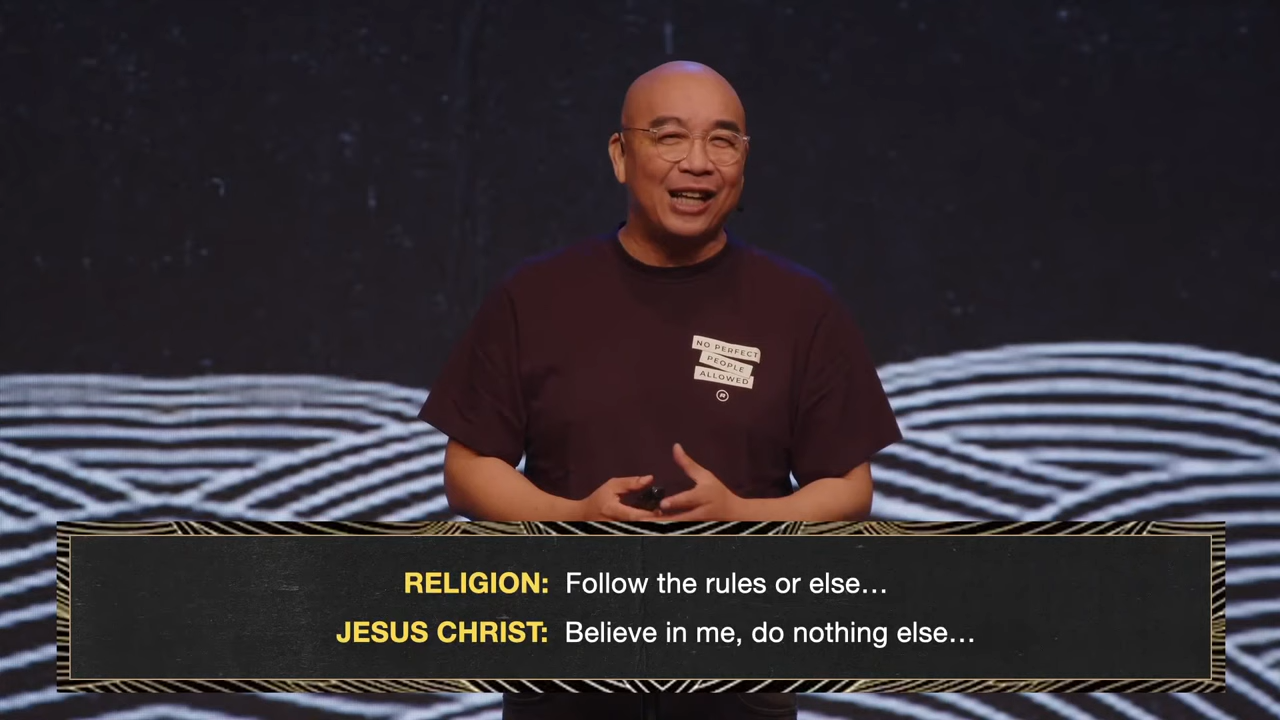 NO PERFECT
PEOPLE
ALLOWED
R
RELIGION: Follow the rules or else…
JESUS CHRIST: Believe in me, do nothing else…